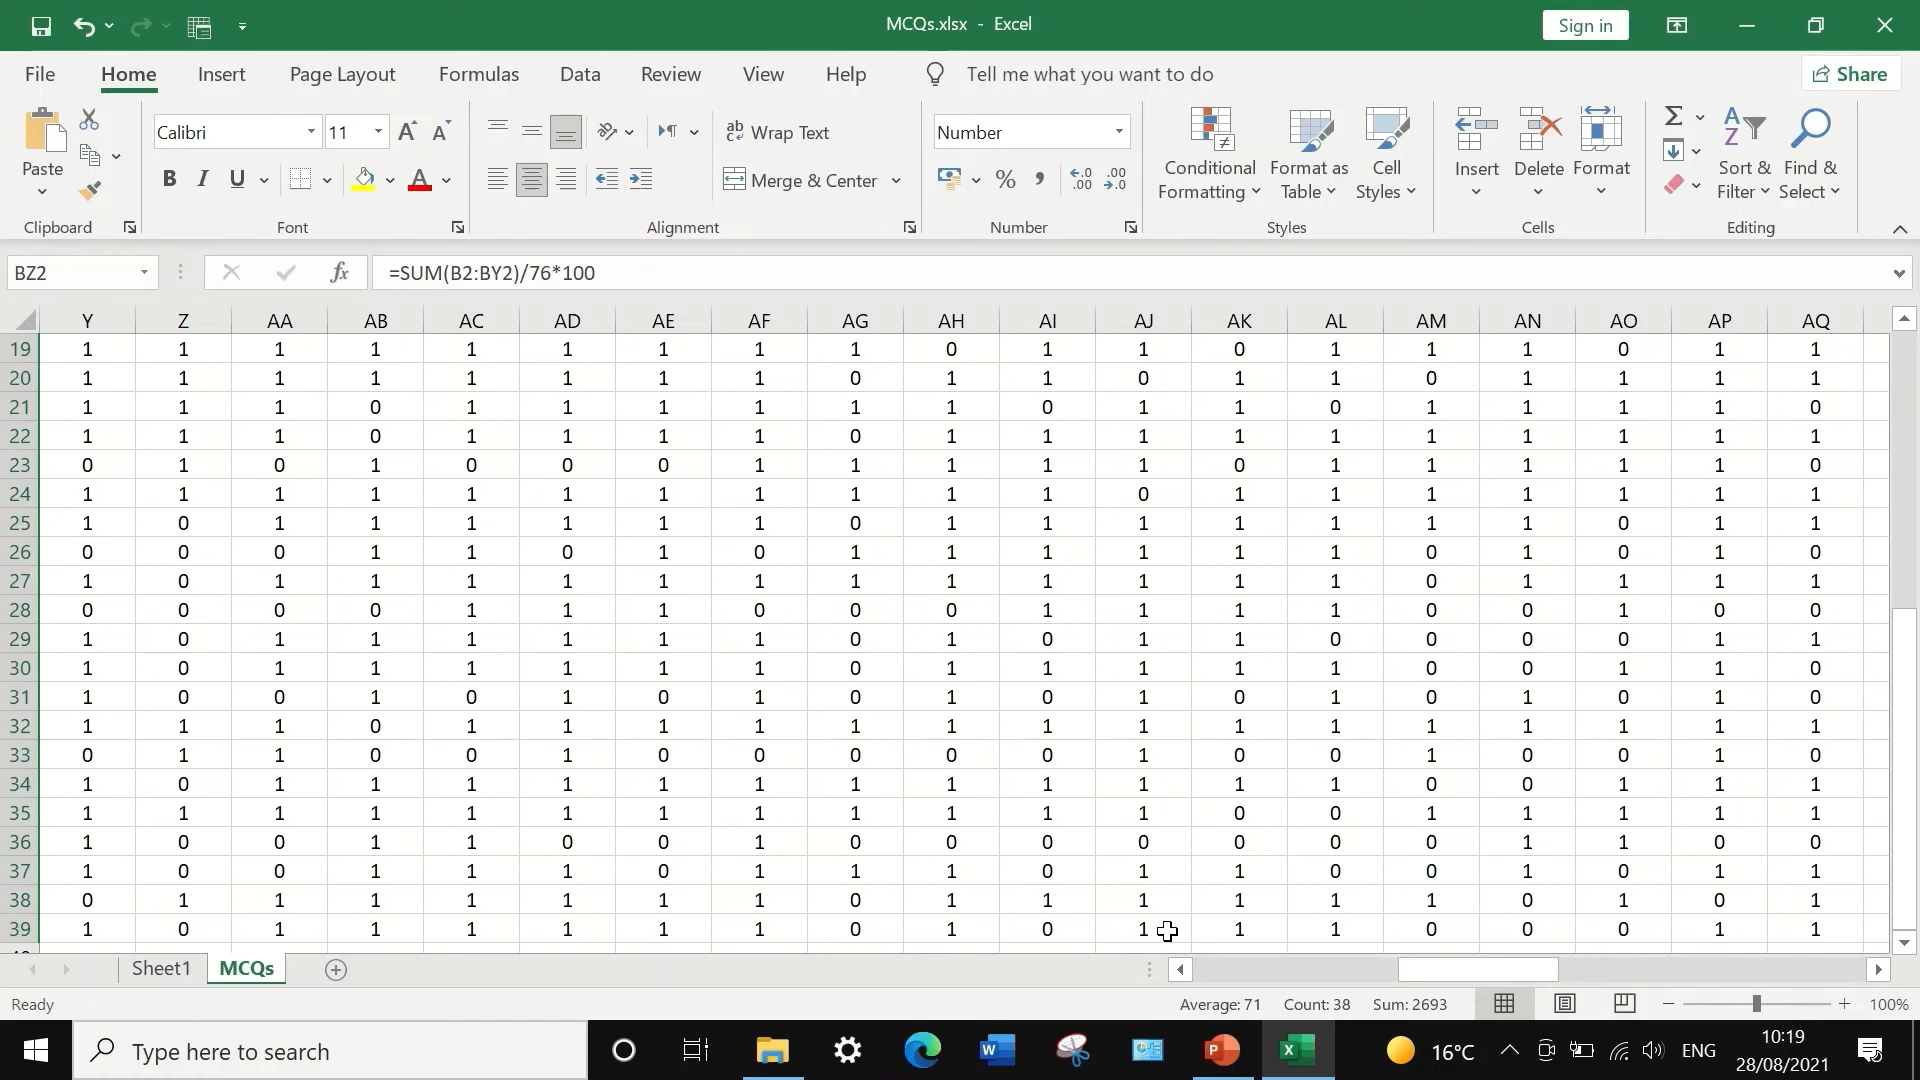 MCQs.xlsx - Excel
Sign in
File Home Insert Page Layout Formulas Data Review View Help Tell me what you want to do Share
Paste
Calibri 11
Wrap Text
Merge & Center
Number
Conditional Formatting
Format as Table
Cell Styles
Insert
Delete
Format
Sort & Filter
Find & Select
Clipboard Font Alignment Number Styles Cells Editing
BZ2 fx =SUM(B2:BY2)/76*100
Y Z AA AB AC AD AE AF AG AH AI AJ AK AL AM AN AO AP AQ
19 1 1 1 1 1 1 1 1 1 0 1 1 0 1 1 1 0 1 1
20 1 1 1 1 1 1 1 1 0 1 1 0 1 1 0 1 1 1 1
21 1 1 1 0 1 1 1 1 1 1 0 1 1 0 1 1 1 1 0
22 1 1 1 0 1 1 1 1 0 1 1 1 1 1 1 1 1 1 1
23 0 1 0 1 0 0 0 1 1 1 1 1 0 1 1 1 1 1 0
24 1 1 1 1 1 1 1 1 1 1 1 0 1 1 1 1 1 1 1
25 1 0 1 1 1 1 1 1 0 1 1 1 1 1 1 1 0 1 1
26 0 0 0 1 1 0 1 0 1 1 1 1 1 1 0 1 0 1 0
27 1 0 1 1 1 1 1 1 1 1 1 1 1 1 0 1 1 1 1
28 0 0 0 0 1 1 1 0 0 0 1 1 1 1 0 0 1 0 0
29 1 0 1 1 1 1 1 1 0 1 0 1 1 0 0 0 0 1 1
30 1 0 1 1 1 1 1 1 0 1 1 1 1 1 0 0 1 1 0
31 1 0 0 1 0 1 0 1 0 1 0 1 0 1 0 1 0 1 0
32 1 1 1 0 1 1 1 1 1 1 1 1 1 1 1 1 1 1 1
33 0 1 1 0 0 1 0 0 0 0 0 1 0 0 1 0 0 1 0
34 1 0 1 1 1 1 1 1 1 1 1 1 1 1 0 0 1 1 1
35 1 1 1 1 1 1 1 1 1 1 1 1 0 0 1 1 1 1 1
36 1 0 0 1 1 0 0 1 0 0 0 0 0 0 0 1 1 0 0
37 1 0 0 1 1 1 0 1 1 1 0 1 1 0 0 1 0 1 1
38 0 1 1 1 1 1 1 1 0 1 1 1 1 1 1 0 1 0 1
39 1 0 1 1 1 1 1 1 0 1 0 1 1 1 0 0 0 1 1
Sheet1 MCQs
Ready Average: 71 Count: 38 Sum: 2693 100%
Type here to search 16°C ENG 10:19
28/08/2021